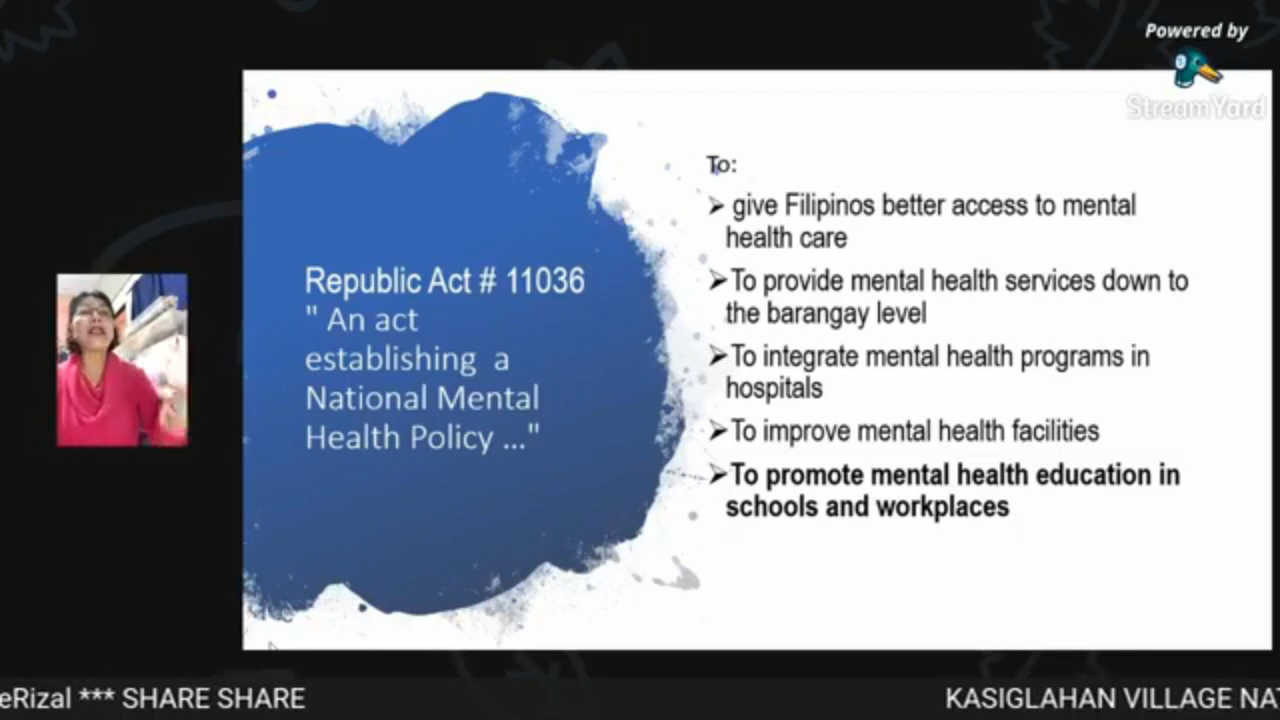 Powered by
StreamYard
Republic Act # 11036
" An act
establishing a
National Mental
Health Policy ..."
To:
➢ give Filipinos better access to mental
health care
➢To provide mental health services down to
the barangay level
➢To integrate mental health programs in
hospitals
➢To improve mental health facilities
➢To promote mental health education in
schools and workplaces
eRizal *** SHARE SHARE
KASIGLAHAN VILLAGE NAT